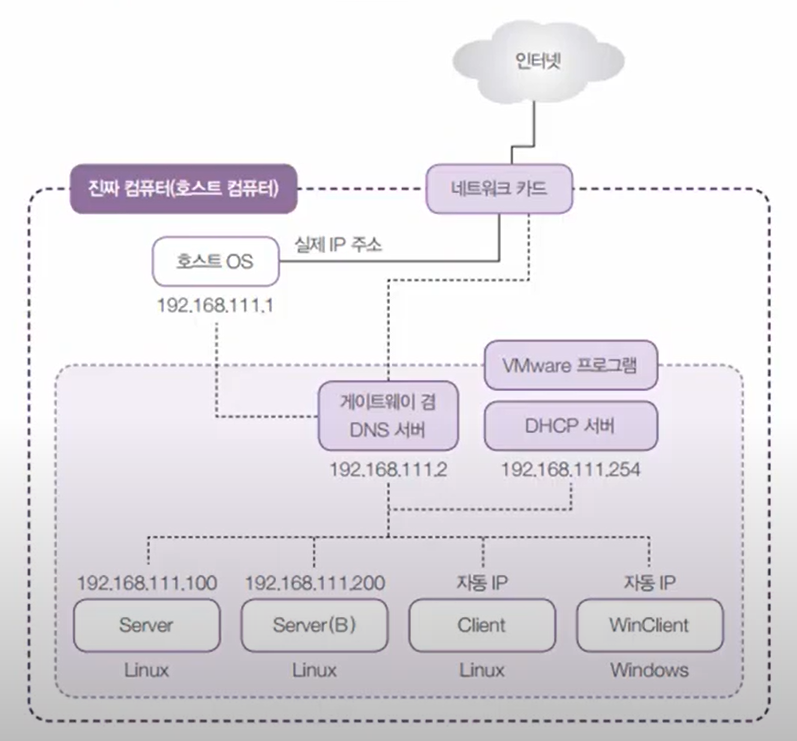 인터넷
진짜 컴퓨터(호스트 컴퓨터)
네트워크 카드
실제 IP 주소
호스트 OS
192.168.111.1
VMware 프로그램
게이트웨이 겸
DNS 서버
DHCP 서버
192.168.111.2
192.168.111.254
192.168.111.100
192.168.111.200
자동 IP
자동 IP
Server
Server(B)
Client
WinClient
Linux
Linux
Linux
Windows